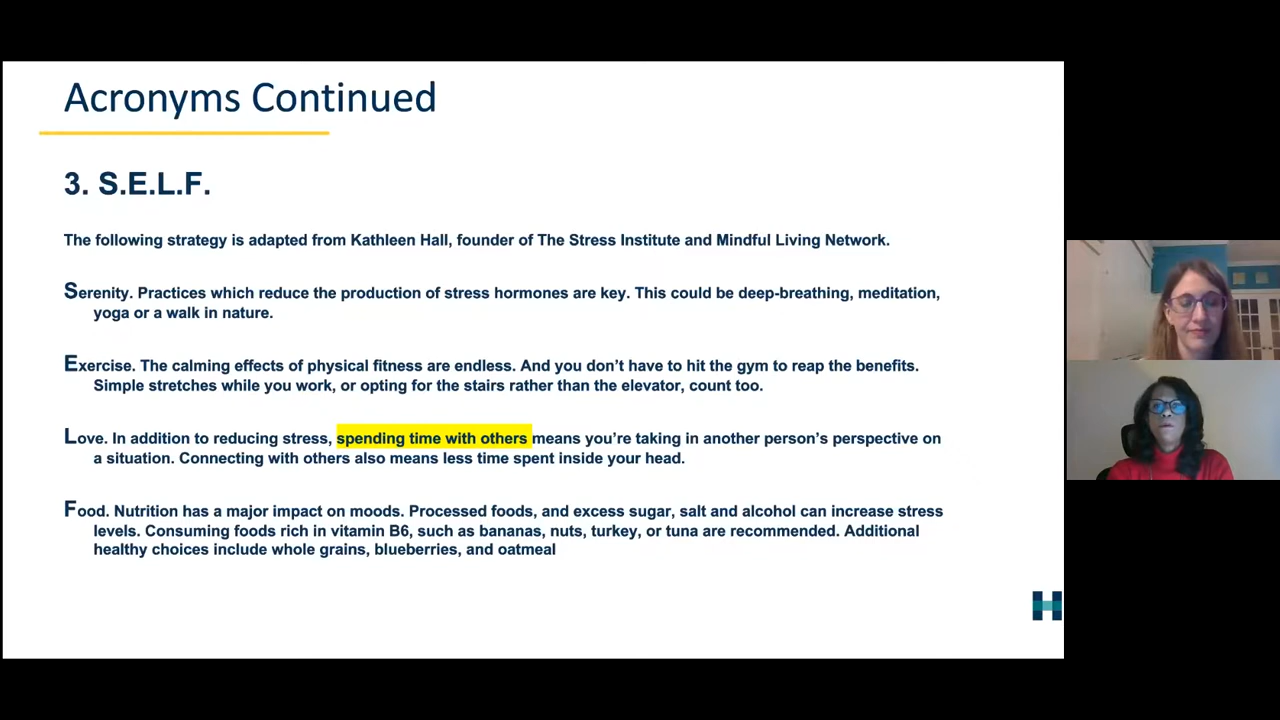 Acronyms Continued
3. S.E.L.F.
The following strategy is adapted from Kathleen Hall, founder of The Stress Institute and Mindful Living Network.
Serenity. Practices which reduce the production of stress hormones are key. This could be deep-breathing, meditation,
yoga or a walk in nature.
Exercise. The calming effects of physical fitness are endless. And you don’t have to hit the gym to reap the benefits.
Simple stretches while you work, or opting for the stairs rather than the elevator, count too.
Love. In addition to reducing stress, spending time with others means you’re taking in another person’s perspective on
a situation. Connecting with others also means less time spent inside your head.
Food. Nutrition has a major impact on moods. Processed foods, and excess sugar, salt and alcohol can increase stress
levels. Consuming foods rich in vitamin B6, such as bananas, nuts, turkey, or tuna are recommended. Additional
healthy choices include whole grains, blueberries, and oatmeal
H